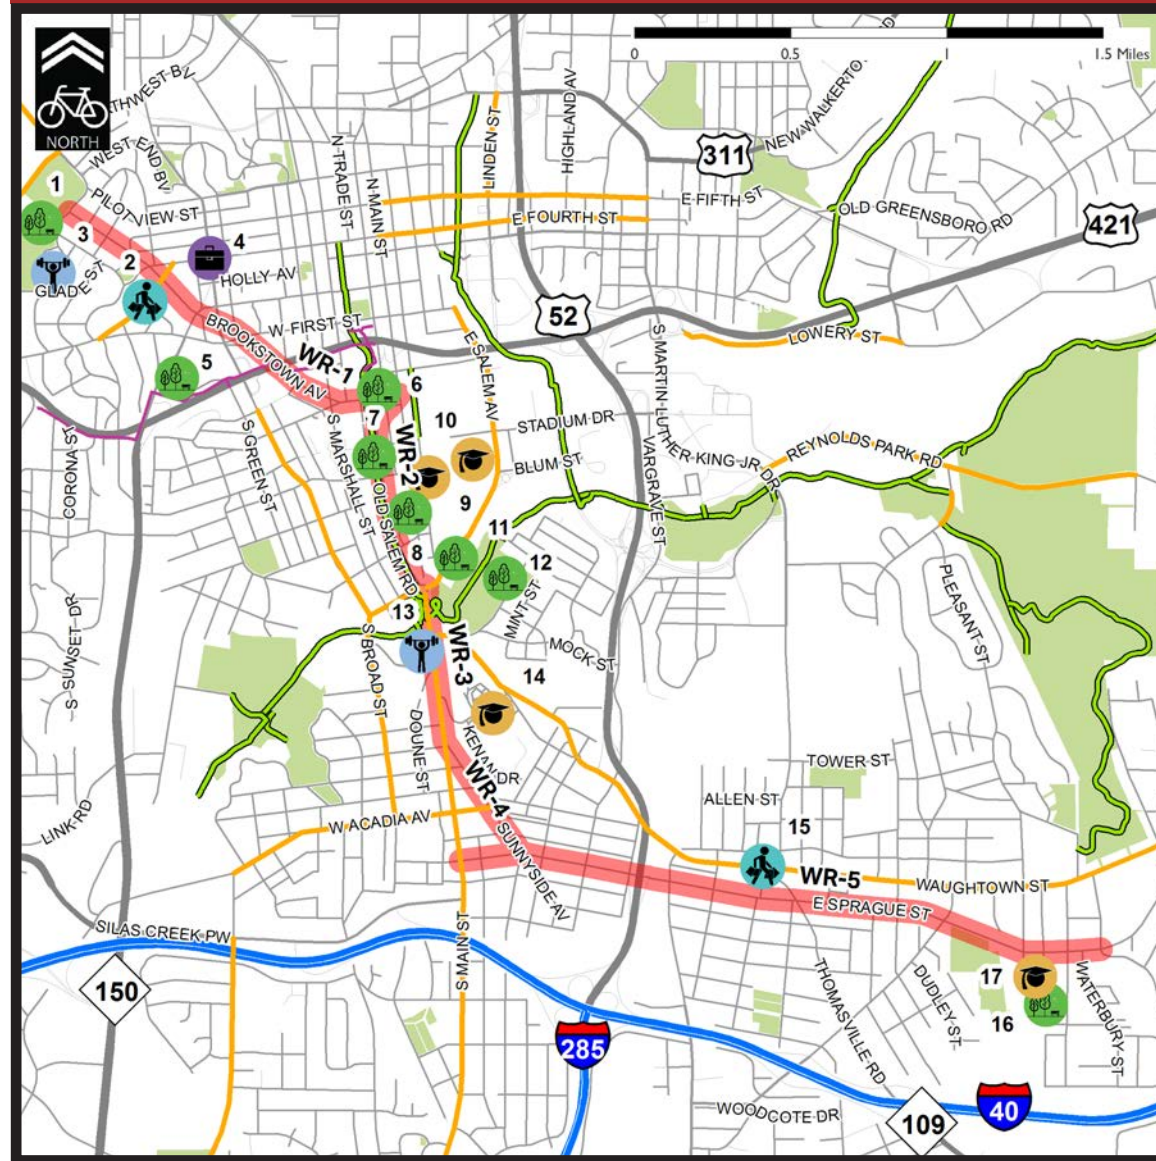 NORTH
0 0.5 1 1.5 Miles
WEST END BV
N TRADE ST
N MAIN ST
LINDEN ST
HIGHLAND AV
311
E FIFTH ST
E FOURTH ST
OLD GREENSBORO RD
421
1
PILOT VIEW ST
3
2
4
GLADE ST
HOLLY AV
52
W FIRST ST
BROOKSTOWN AV
WR-1
E SALEM AV
S MARTIN LUTHER KING JR DR
LOWERY ST
5
6
7
10
STADIUM DR
BLUM ST
REYNOLDS PARK RD
CORONA ST
S GREEN ST
S MARSHALL ST
WR-2
OLD SALEM RD
9
8
11
12
VARGRAVE ST
13
MINT ST
PLEASANT ST
S SUNSET DR
S BROAD ST
WR-3
MOCK ST
14
DOUNE ST
KENAN DR
WR-4
TOWER ST
ALLEN ST
LINK RD
W ACADIA AV
SUNNYSIDE AV
15
WR-5
WAUGHTOWN ST
E SPRAGUE ST
SILAS CREEK PW
S MAIN ST
150
THOMASVILLE RD
DUDLEY ST
17
16
WATERBURY ST
285
WOODCOTE DR
109
40